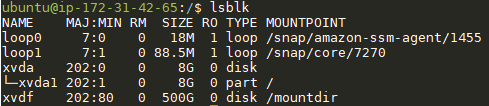 ubuntu@ip-172-31-42-65:/$ lsblk
NAME    MAJ:MIN RM  SIZE RO TYPE MOUNTPOINT
loop0     7:0    0   18M  1 loop /snap/amazon-ssm-agent/1455
loop1     7:1    0 88.5M  1 loop /snap/core/7270
xvda    202:0    0    8G  0 disk
└─xvda1 202:1    0    8G  0 part /
xvdf    202:80   0  500G  0 disk /mountdir